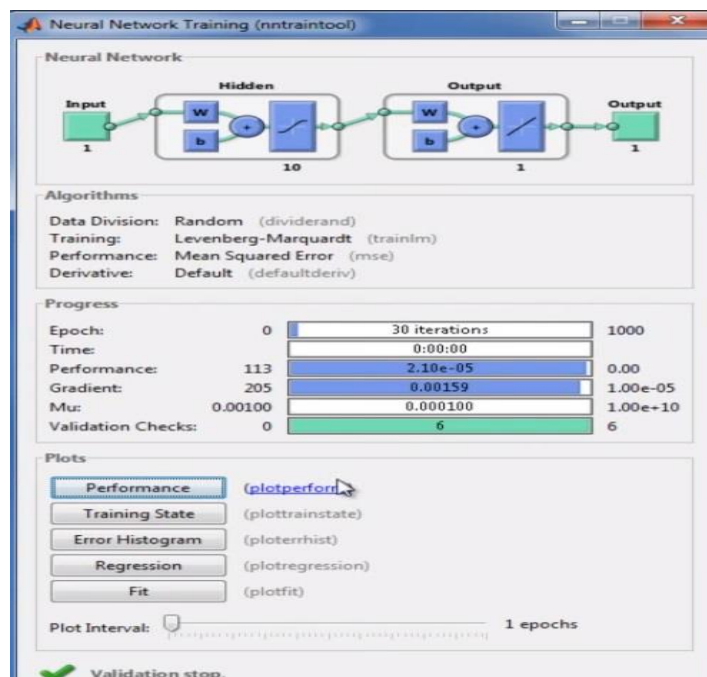 Neural Network Training (nntraintool)
Neural Network
Hidden Output
Input Output
W W
b b
+ +
1 10 1 1
Algorithms
Data Division: Random (dividerand)
Training: Levenberg-Marquardt (trainlm)
Performance: Mean Squared Error (mse)
Derivative: Default (defaultderiv)
Progress
Epoch: 0 30 iterations 1000
Time: 0:00:00
Performance: 113 2.10e-05 0.00
Gradient: 205 0.00159 1.00e-05
Mu: 0.00100 0.000100 1.00e+10
Validation Checks: 0 6 6
Plots
Performance (plotperform
Training State (plottrainstate)
Error Histogram (ploterrhist)
Regression (plotregression)
Fit (plotfit)
Plot Interval: 1 epochs
Validation stop.